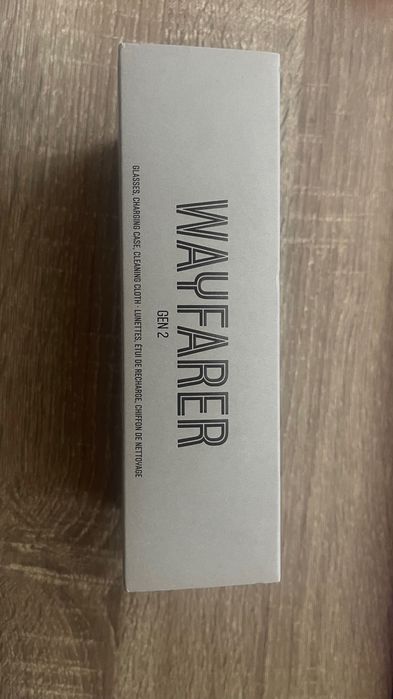 WAYFARER
GEN 2
GLASSES, CHARGING CASE, CLEANING CLOTH - LUNETTES, ÉTUI DE RECHARGE, CHIFFON DE NETTOYAGE